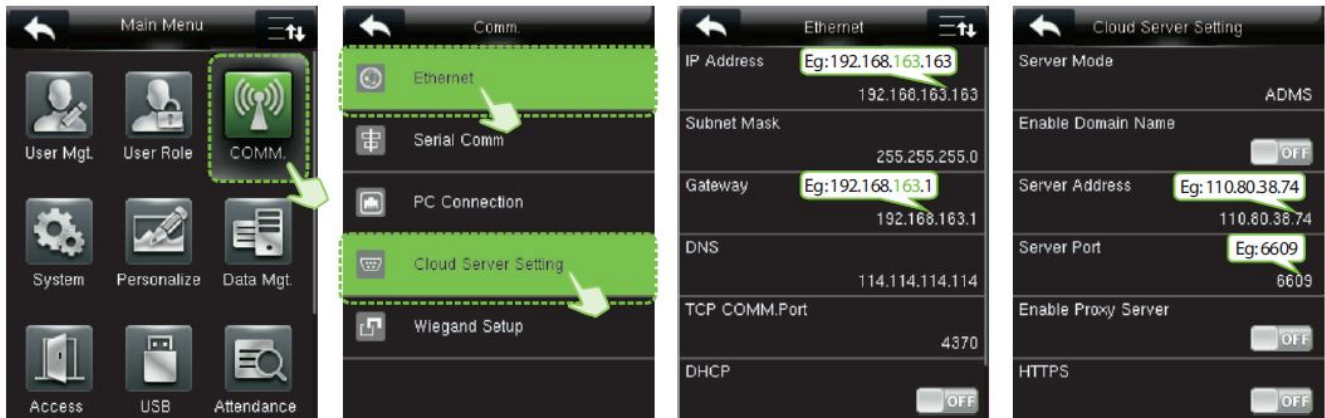 Main Menu
User Mgt.
User Role
COMM.
System
Personalize
Data Mgt.
Access
USB
Attendance
Comm.
Ethernet
Serial Comm
PC Connection
Cloud Server Setting
Wiegand Setup
Ethernet
IP Address
Eg:192.168.163.163
192.168.163.163
Subnet Mask
255.255.255.0
Gateway
Eg:192.168.163.1
192.168.163.1
DNS
114.114.114.114
TCP COMM.Port
4370
DHCP
OFF
Cloud Server Setting
Server Mode
ADMS
Enable Domain Name
OFF
Server Address
Eg: 110.80.38.74
110.80.38.74
Server Port
Eg: 6609
6609
Enable Proxy Server
OFF
HTTPS
OFF